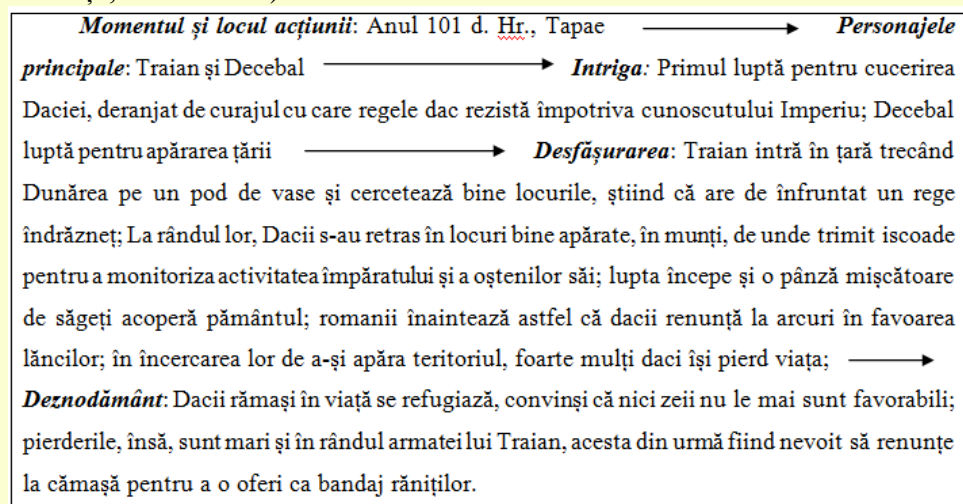 Momentul și locul acțiunii: Anul 101 d. Hr., Tapae → Personajele
principale: Traian și Decebal → Intriga: Primul luptă pentru cucerirea
Daciei, deranjat de curajul cu care regele dac rezistă împotriva cunoscutului Imperiu; Decebal
luptă pentru apărarea țării → Desfășurarea: Traian intră în țară trecând
Dunărea pe un pod de vase și cercetează bine locurile, știind că are de înfruntat un rege
îndrăzneț; La rândul lor, Dacii s-au retras în locuri bine apărate, în munți, de unde trimit iscoade
pentru a monitoriza activitatea împăratului și a oștenilor săi; lupta începe și o pânză mișcătoare
de săgeți acoperă pământul; romanii înaintează astfel că dacii renunță la arcuri în favoarea
lăncilor; în încercarea lor de a-și apăra teritoriul, foarte mulți daci își pierd viața; →
Deznodământ: Dacii rămași în viață se refugiază, convinși că nici zeii nu le mai sunt favorabili;
pierderile, însă, sunt mari și în rândul armatei lui Traian, acesta din urmă fiind nevoit să renunțe
la cămașă pentru a o oferi ca bandaj răniților.